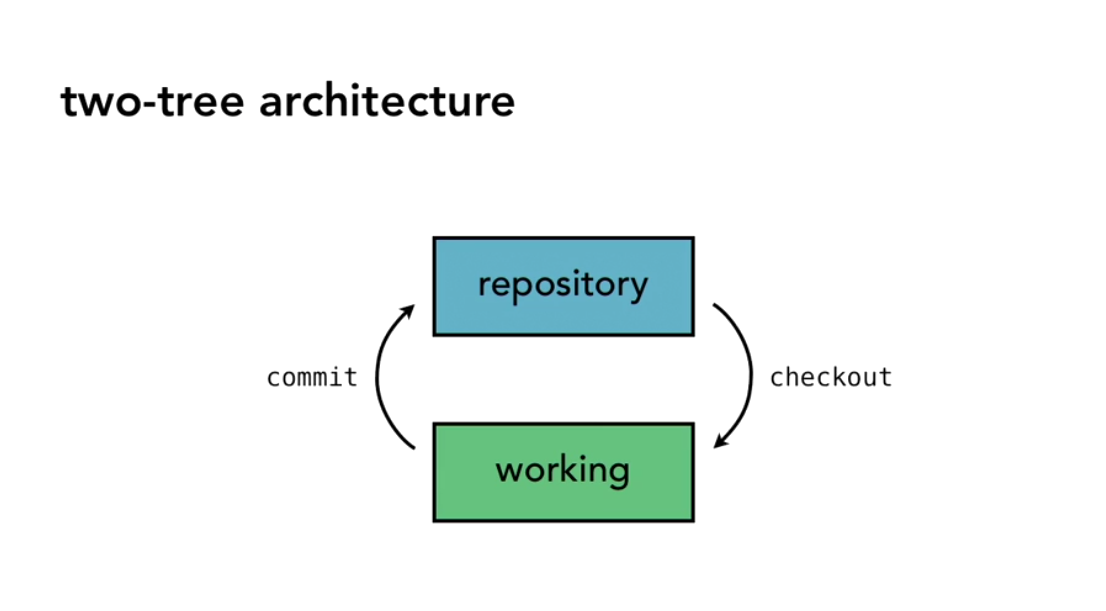 two-tree architecture
repository
commit
checkout
working